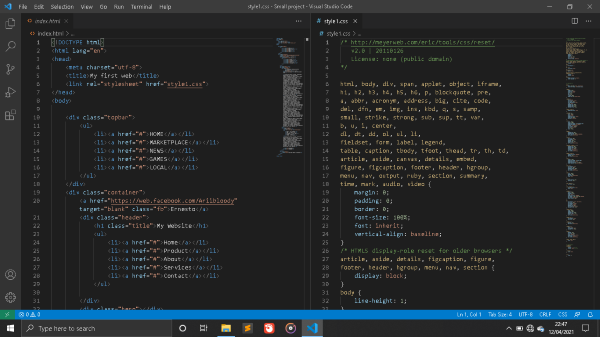 File Edit Selection View Go Run Terminal Help
style1.css - Small project - Visual Studio Code
index.html
index.html > ...
1 <!DOCTYPE html>
2 <html lang="en">
3 <head>
4 <meta charset="utf-8">
5 <title>My first web</title>
6 <link rel="stylesheet" href="style1.css">
7 </head>
8 <body>
9
10 <div class="topbar">
11 <ul>
12 <li><a href="#">HOME</a></li>
13 <li><a href="#">MARKETPLACE</a></li>
14 <li><a href="#">NEWS</a></li>
15 <li><a href="#">GAMES</a></li>
16 <li><a href="#">LOCAL</a></li>
17 </ul>
18 </div>
19 <div class="container">
20 <a href="https://web.facebook.com/Arllbloody"
target="blank" class="fb">Ernesto</a>
21 <div class="header">
22 <h1 class="title">My Website</h1>
23 <ul>
24 <li><a href="#">Home</a></li>
25 <li><a href="#">Product</a></li>
26 <li><a href="#">About</a></li>
27 <li><a href="#">Services</a></li>
28 <li><a href="#">Contact</a></li>
29 </ul>
30
31 </div>
style1.css
style1.css > ...
1 /* http://meyerweb.com/eric/tools/css/reset/
2 v2.0 | 20110126
3 License: none (public domain)
4 */
5
6 html, body, div, span, applet, object, iframe,
7 h1, h2, h3, h4, h5, h6, p, blockquote, pre,
8 a, abbr, acronym, address, big, cite, code,
9 del, dfn, em, img, ins, kbd, q, s, samp,
10 small, strike, strong, sub, sup, tt, var,
11 b, u, i, center,
12 dl, dt, dd, ol, ul, li,
13 fieldset, form, label, legend,
14 table, caption, tbody, tfoot, thead, tr, th, td,
15 article, aside, canvas, details, embed,
16 figure, figcaption, footer, header, hgroup,
17 menu, nav, output, ruby, section, summary,
18 time, mark, audio, video {
19 margin: 0;
20 padding: 0;
21 border: 0;
22 font-size: 100%;
23 font: inherit;
24 vertical-align: baseline;
25 }
26 /* HTML5 display-role reset for older browsers */
27 article, aside, details, figcaption, figure,
28 footer, header, hgroup, menu, nav, section {
29 display: block;
30 }
31 body {
32 line-height: 1;
33 }
0 0
Ln 1, Col 1 Tab Size: 4 UTF-8 CRLF CSS
Type here to search
22:47
12/04/2021